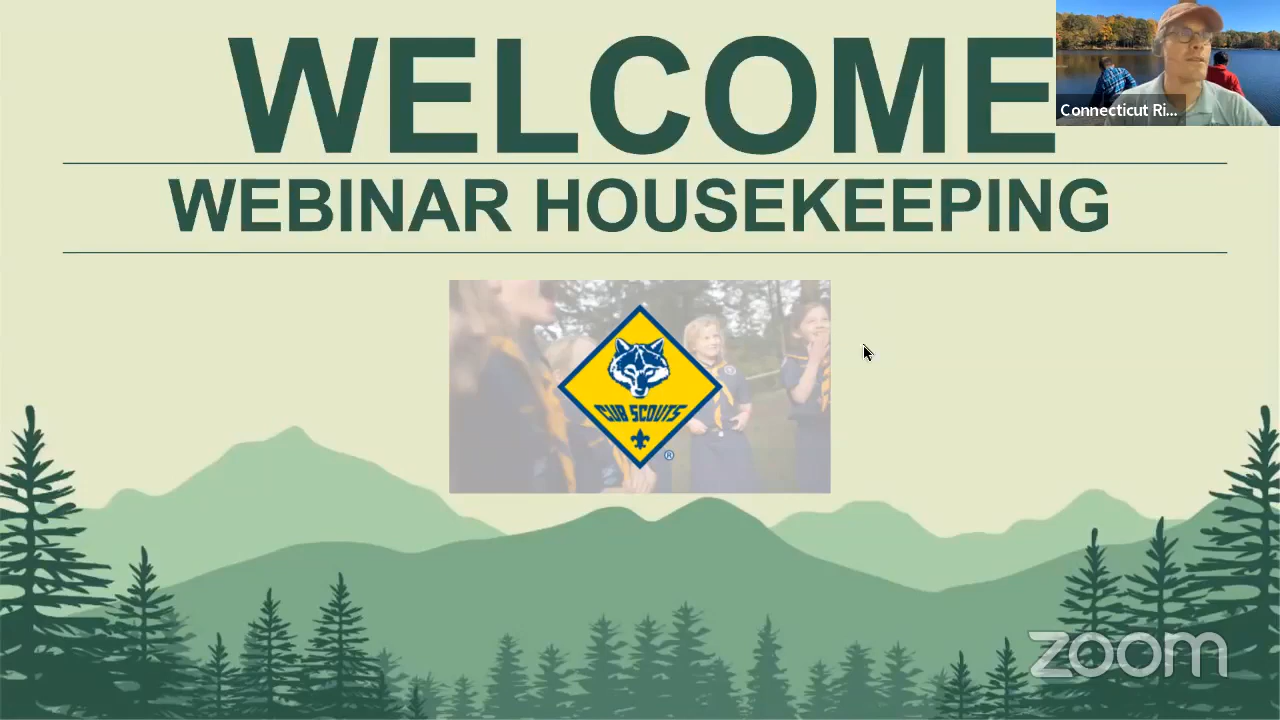 WELCOME
Connecticut Ri...
WEBINAR HOUSEKEEPING
CUB SCOUTS
®
zoom